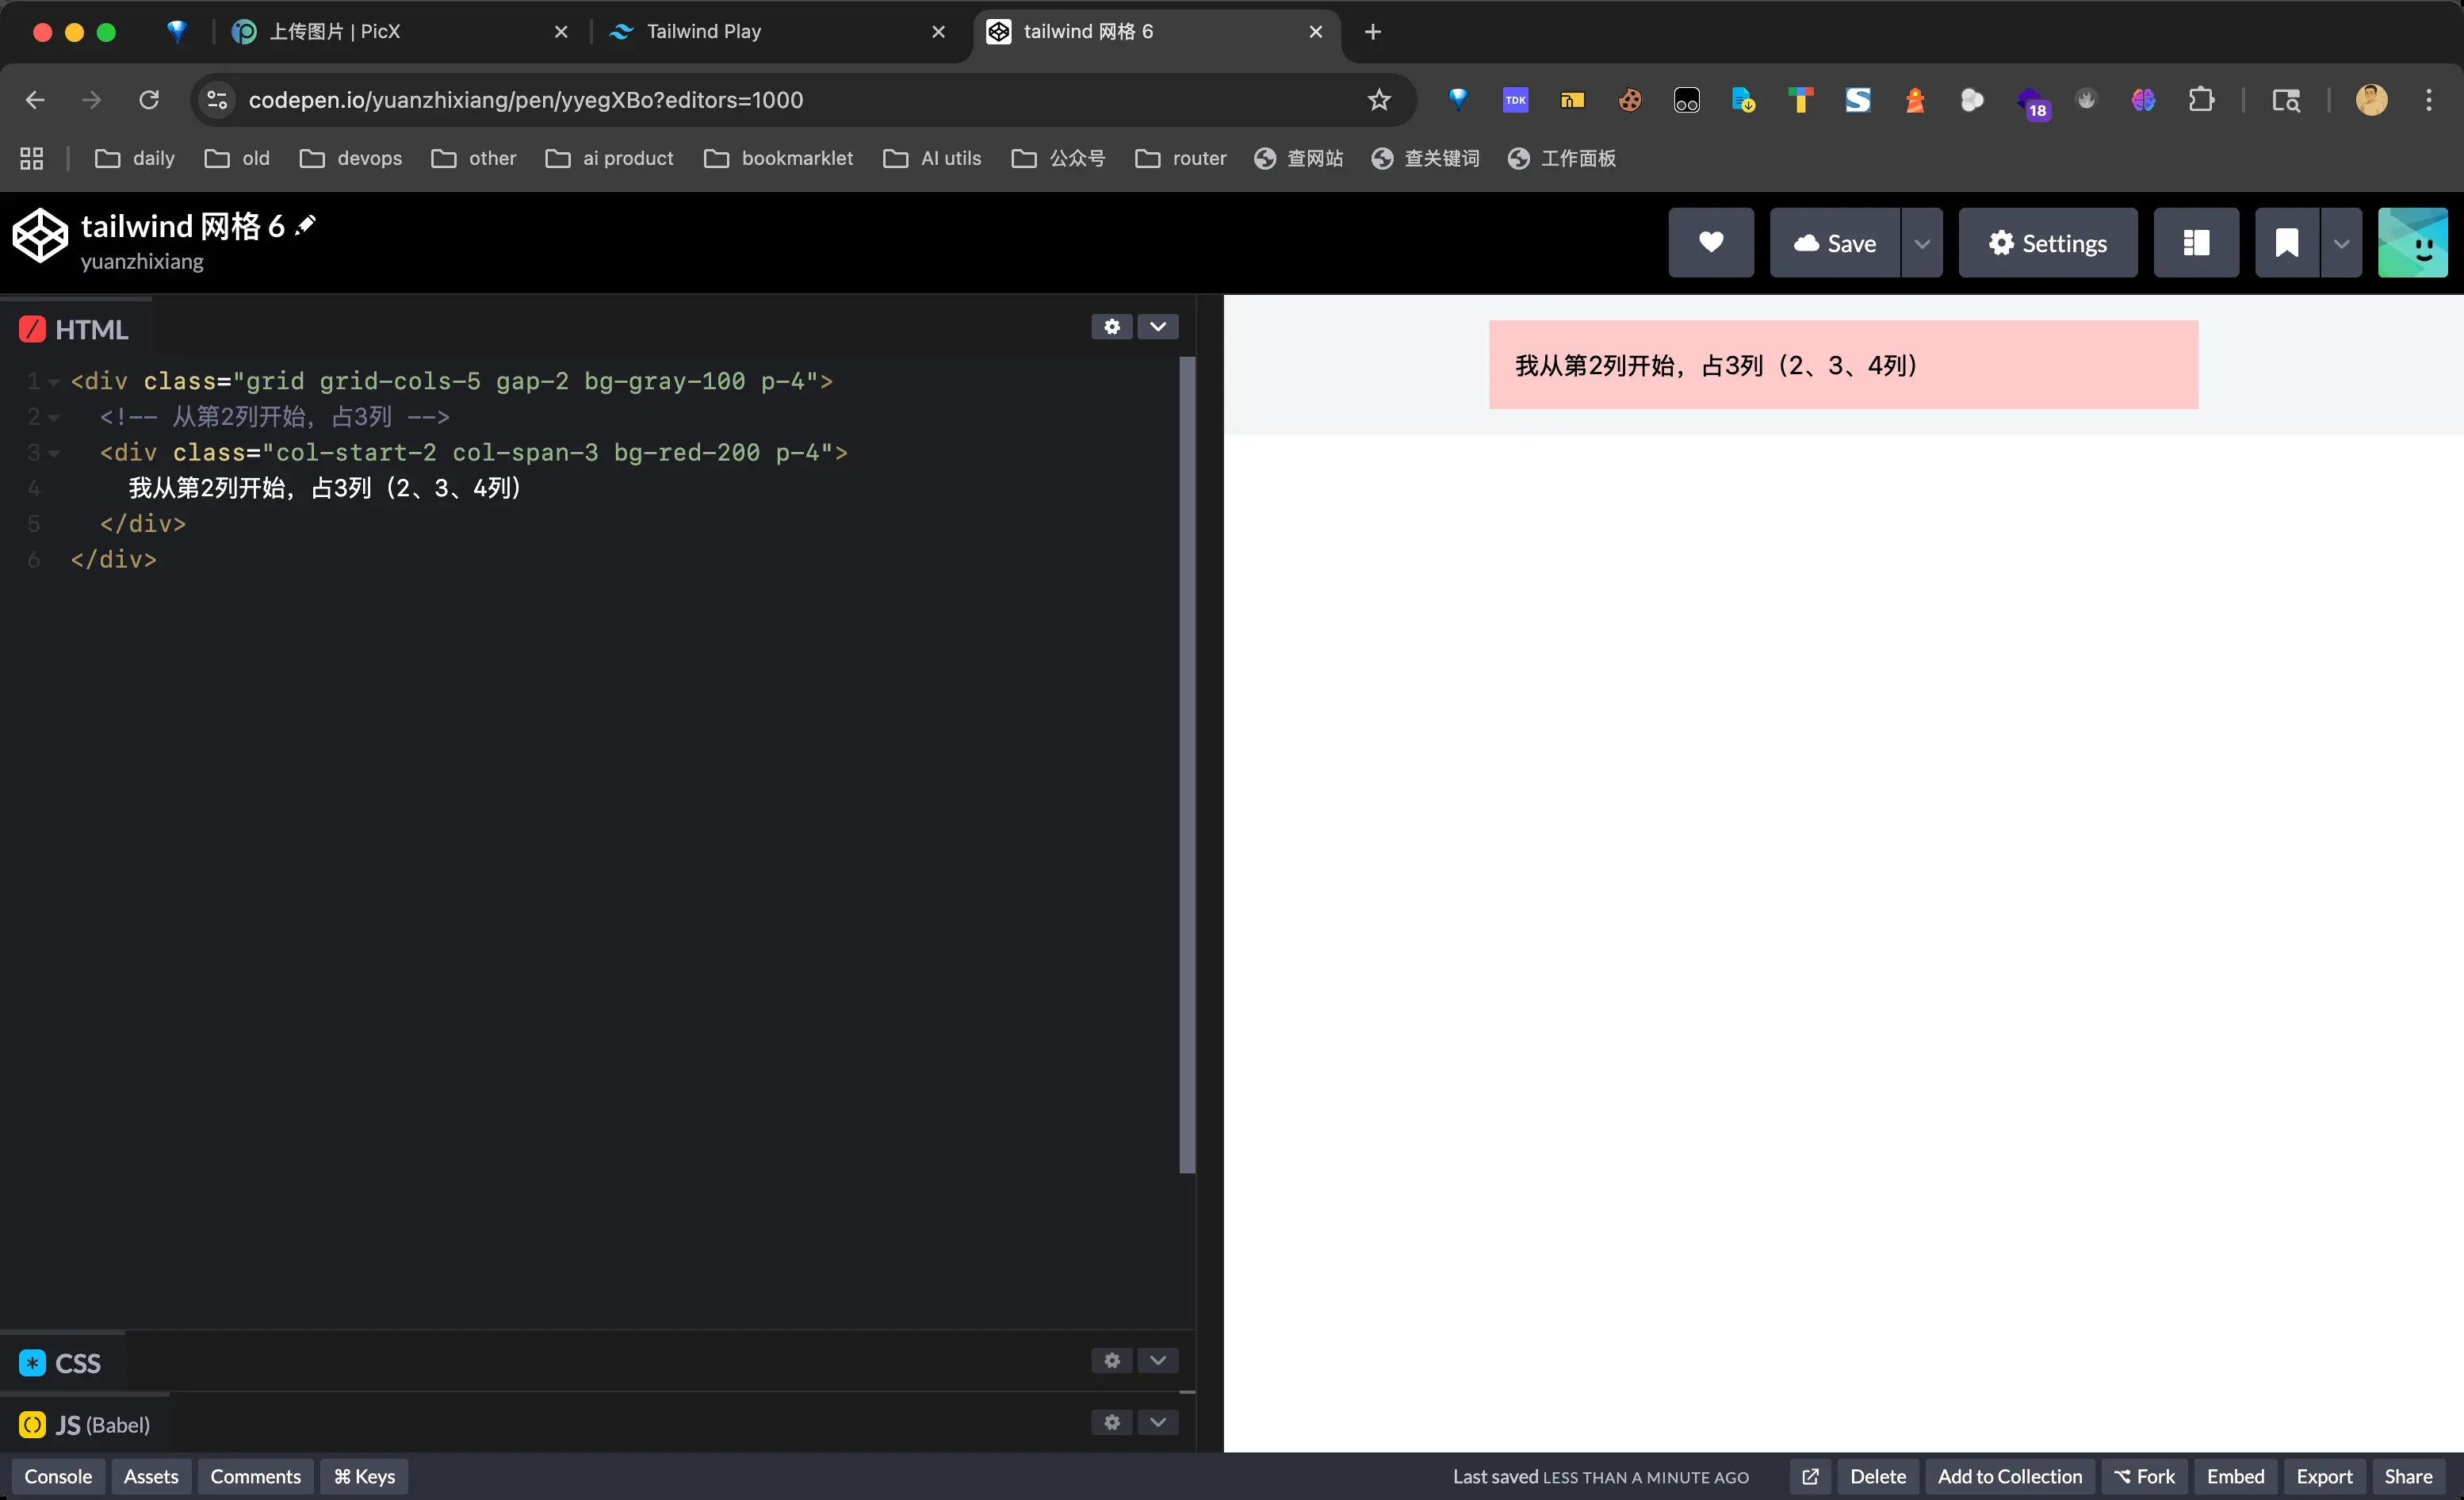 上传图片 | PicX
Tailwind Play
tailwind 网格 6
codepen.io/yuanzhixiang/pen/yyegXBo?editors=1000
TDK
18
daily
old
devops
other
ai product
bookmarklet
AI utils
公众号
router
查网站
查关键词
工作面板
tailwind 网格 6
yuanzhixiang
Save
Settings
HTML
1 <div class="grid grid-cols-5 gap-2 bg-gray-100 p-4">
2 <!-- 从第2列开始，占3列 -->
3 <div class="col-start-2 col-span-3 bg-red-200 p-4">
4 我从第2列开始，占3列（2、3、4列）
5 </div>
6 </div>
我从第2列开始，占3列（2、3、4列）
CSS
JS (Babel)
Console
Assets
Comments
⌘ Keys
Last saved LESS THAN A MINUTE AGO
Delete
Add to Collection
Fork
Embed
Export
Share